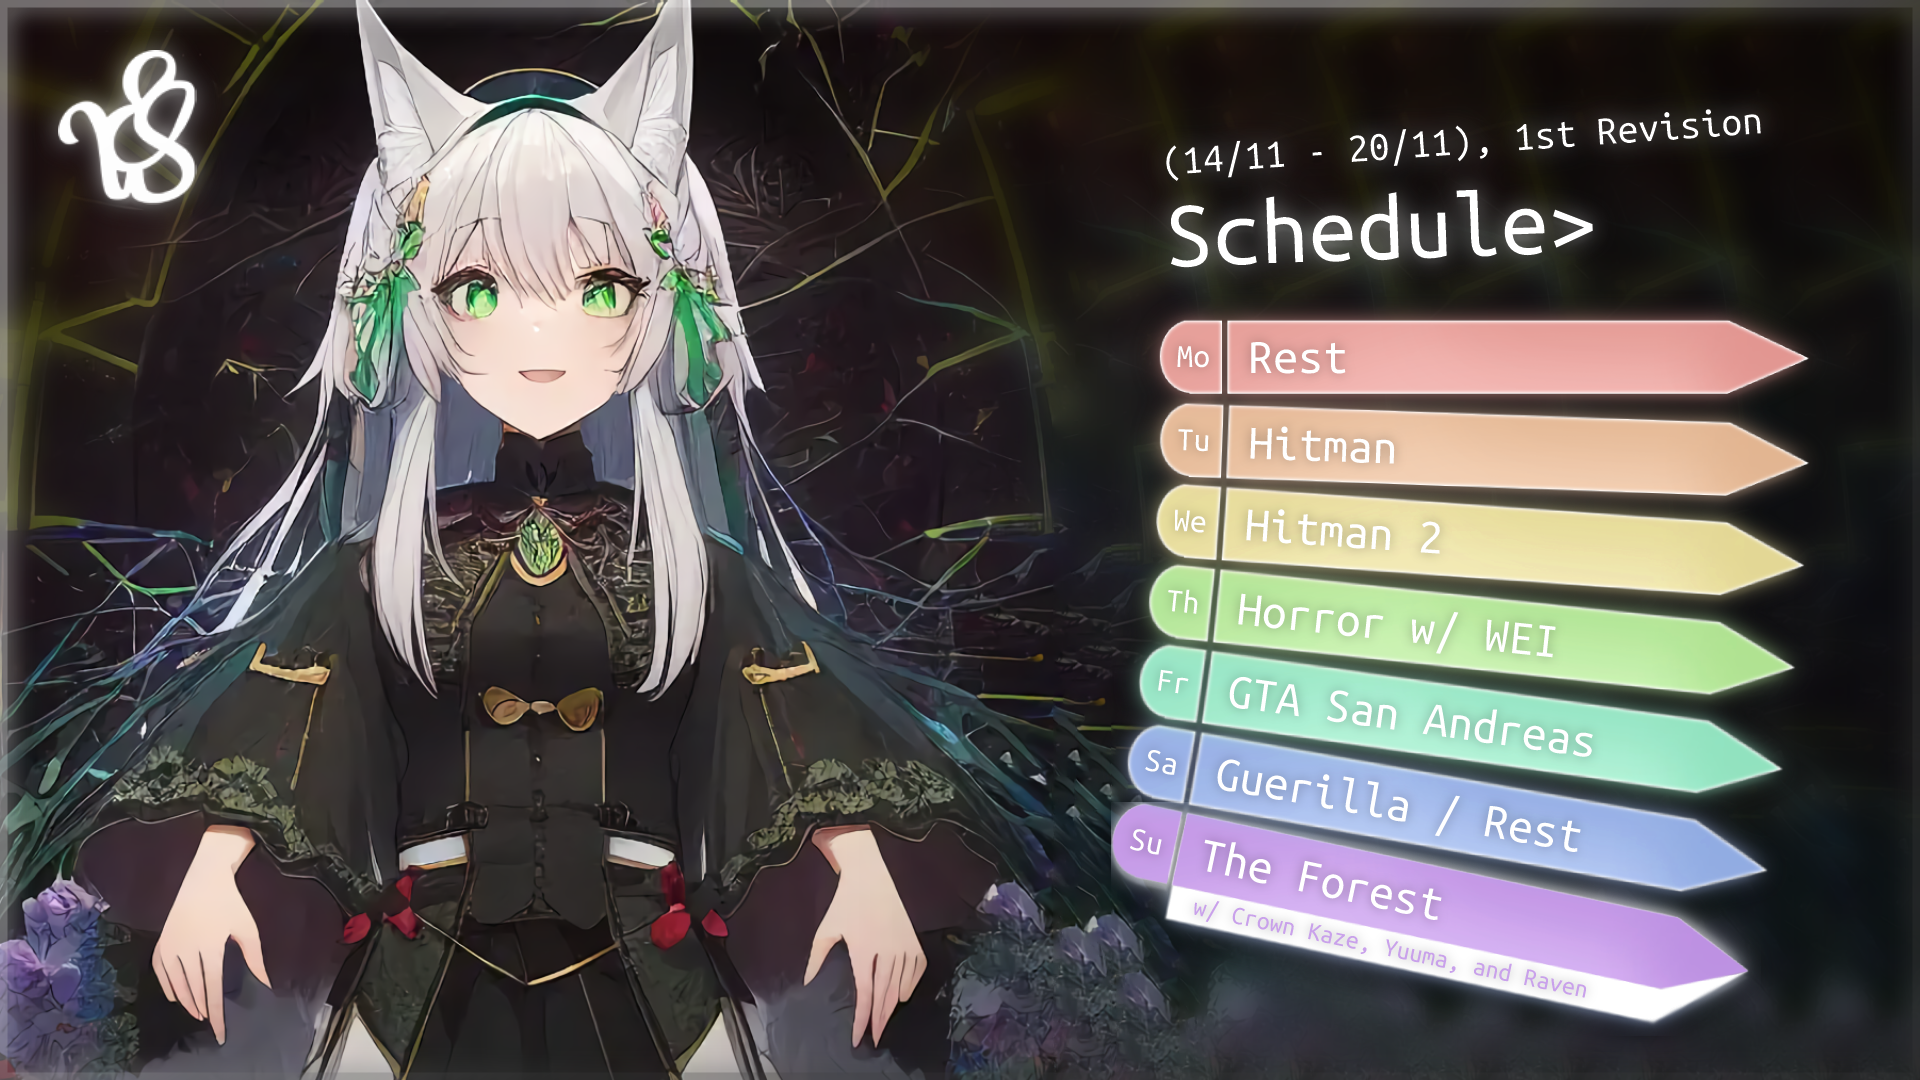 (14/11 - 20/11), 1st Revision
Schedule>
Mo Rest
Tu Hitman
We Hitman 2
Th Horror w/ WEI
Fr GTA San Andreas
Sa Guerilla / Rest
Su The Forest
w/ Crown Kaze, Yuuma, and Raven